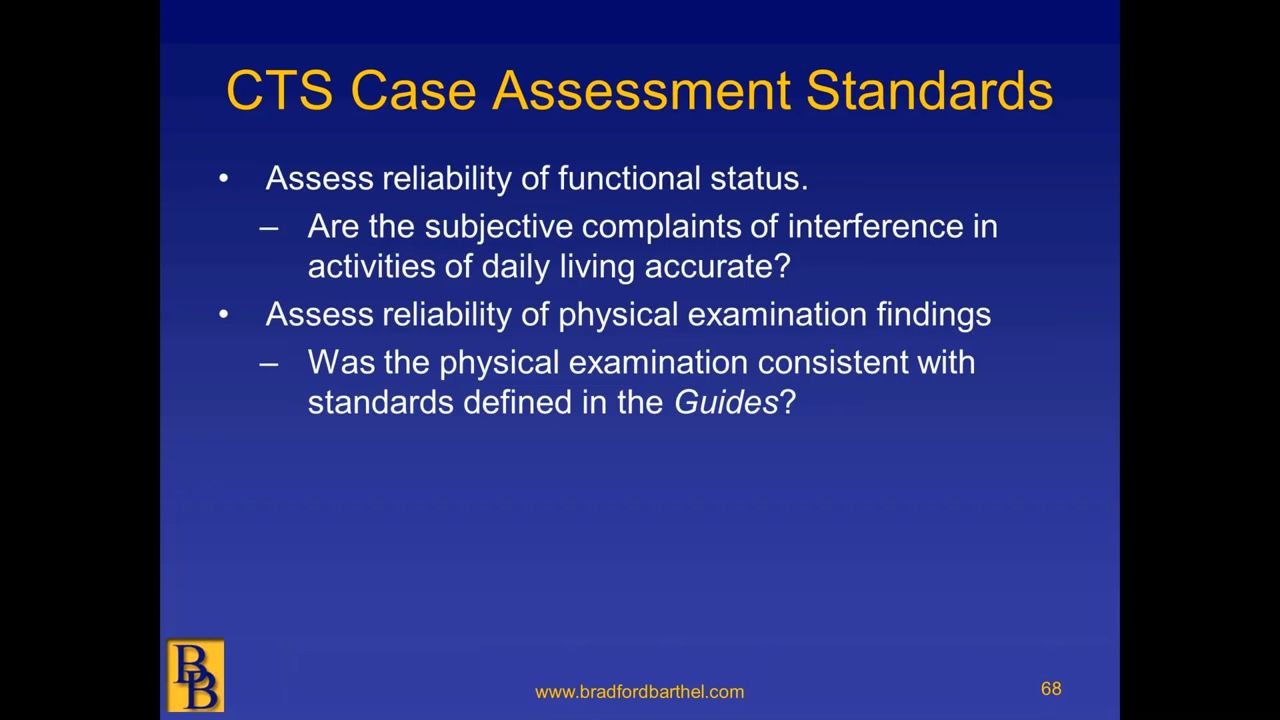 CTS Case Assessment Standards
• Assess reliability of functional status.
– Are the subjective complaints of interference in
activities of daily living accurate?
• Assess reliability of physical examination findings
– Was the physical examination consistent with
standards defined in the Guides?
BB
www.bradfordbarthel.com
68